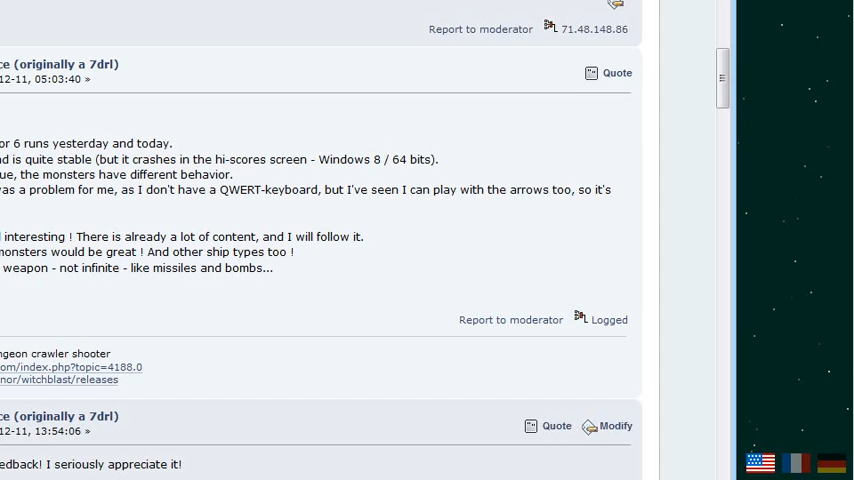 Report to moderator 71.48.148.86
ce (originally a 7drl)
12-11, 05:03:40 »
Quote
or 6 runs yesterday and today.
nd is quite stable (but it crashes in the hi-scores screen - Windows 8 / 64 bits).
ue, the monsters have different behavior.
was a problem for me, as I don't have a QWERT-keyboard, but I've seen I can play with the arrows too, so it's
interesting ! There is already a lot of content, and I will follow it.
monsters would be great ! And other ship types too !
weapon - not infinite - like missiles and bombs...
Report to moderator Logged
ngeon crawler shooter
om/index.php?topic=4188.0
nor/witchblast/releases
ce (originally a 7drl)
12-11, 13:54:06 »
Quote Modify
edback! I seriously appreciate it!